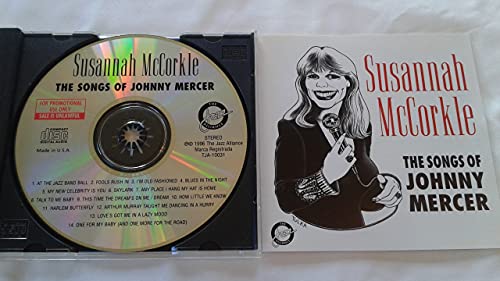 Susannah McCorkle
THE SONGS OF JOHNNY MERCER
FOR PROMOTIONAL
USE ONLY
SALE IS UNLAWFUL
COMPACT
disc
DIGITAL AUDIO
Made in U.S.A.
STEREO
1996 The Jazz Alliance
Marca Registrada
TJA-10031
1. AT THE JAZZ BAND BALL 2. FOOLS RUSH IN 3. I'M OLD-FASHIONED 4. BLUES IN THE NIGHT
5. MY NEW CELEBRITY IS YOU 6. SKYLARK 7. ANY PLACE I HANG MY HAT IS HOME
8. TALK TO ME BABY 9. THIS TIME THE DREAM'S ON ME / DREAM 10. HOW LITTLE WE KNOW
11. HARLEM BUTTERFLY 12. ARTHUR MURRAY TAUGHT ME DANCING IN A HURRY
13. LOVE'S GOT ME IN A LAZY MOOD
14. ONE FOR MY BABY (AND ONE MORE FOR THE ROAD)
Susannah
McCorkle
THE SONGS OF
JOHNNY
MERCER